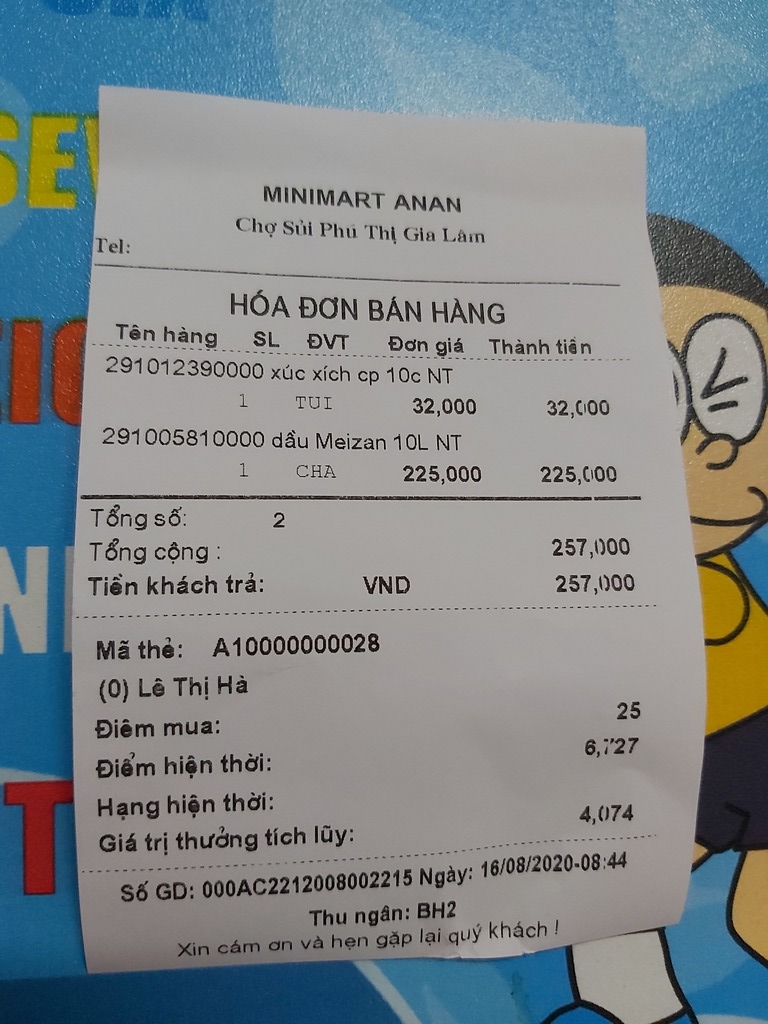 MINIMART ANAN
Chợ Sủi Phú Thị Gia Lâm
Tel:
HÓA ĐƠN BÁN HÀNG
Tên hàng SL ĐVT Đơn giá Thành tiền
291012390000 xúc xích cp 10c NT
1 TUI 32,000 32,000
291005810000 dầu Meizan 10L NT
1 CHA 225,000 225,000
Tổng số: 2
Tổng cộng : 257,000
Tiền khách trả: VND 257,000
Mã thẻ: A10000000028
(0) Lê Thị Hà
Điểm mua: 25
Điểm hiện thời: 6,727
Hạng hiện thời:
Giá trị thưởng tích lũy: 4,074
Số GD: 000AC2212008002215 Ngày: 16/08/2020-08:44
Thu ngân: BH2
Xin cám ơn và hẹn gặp lại quý khách !